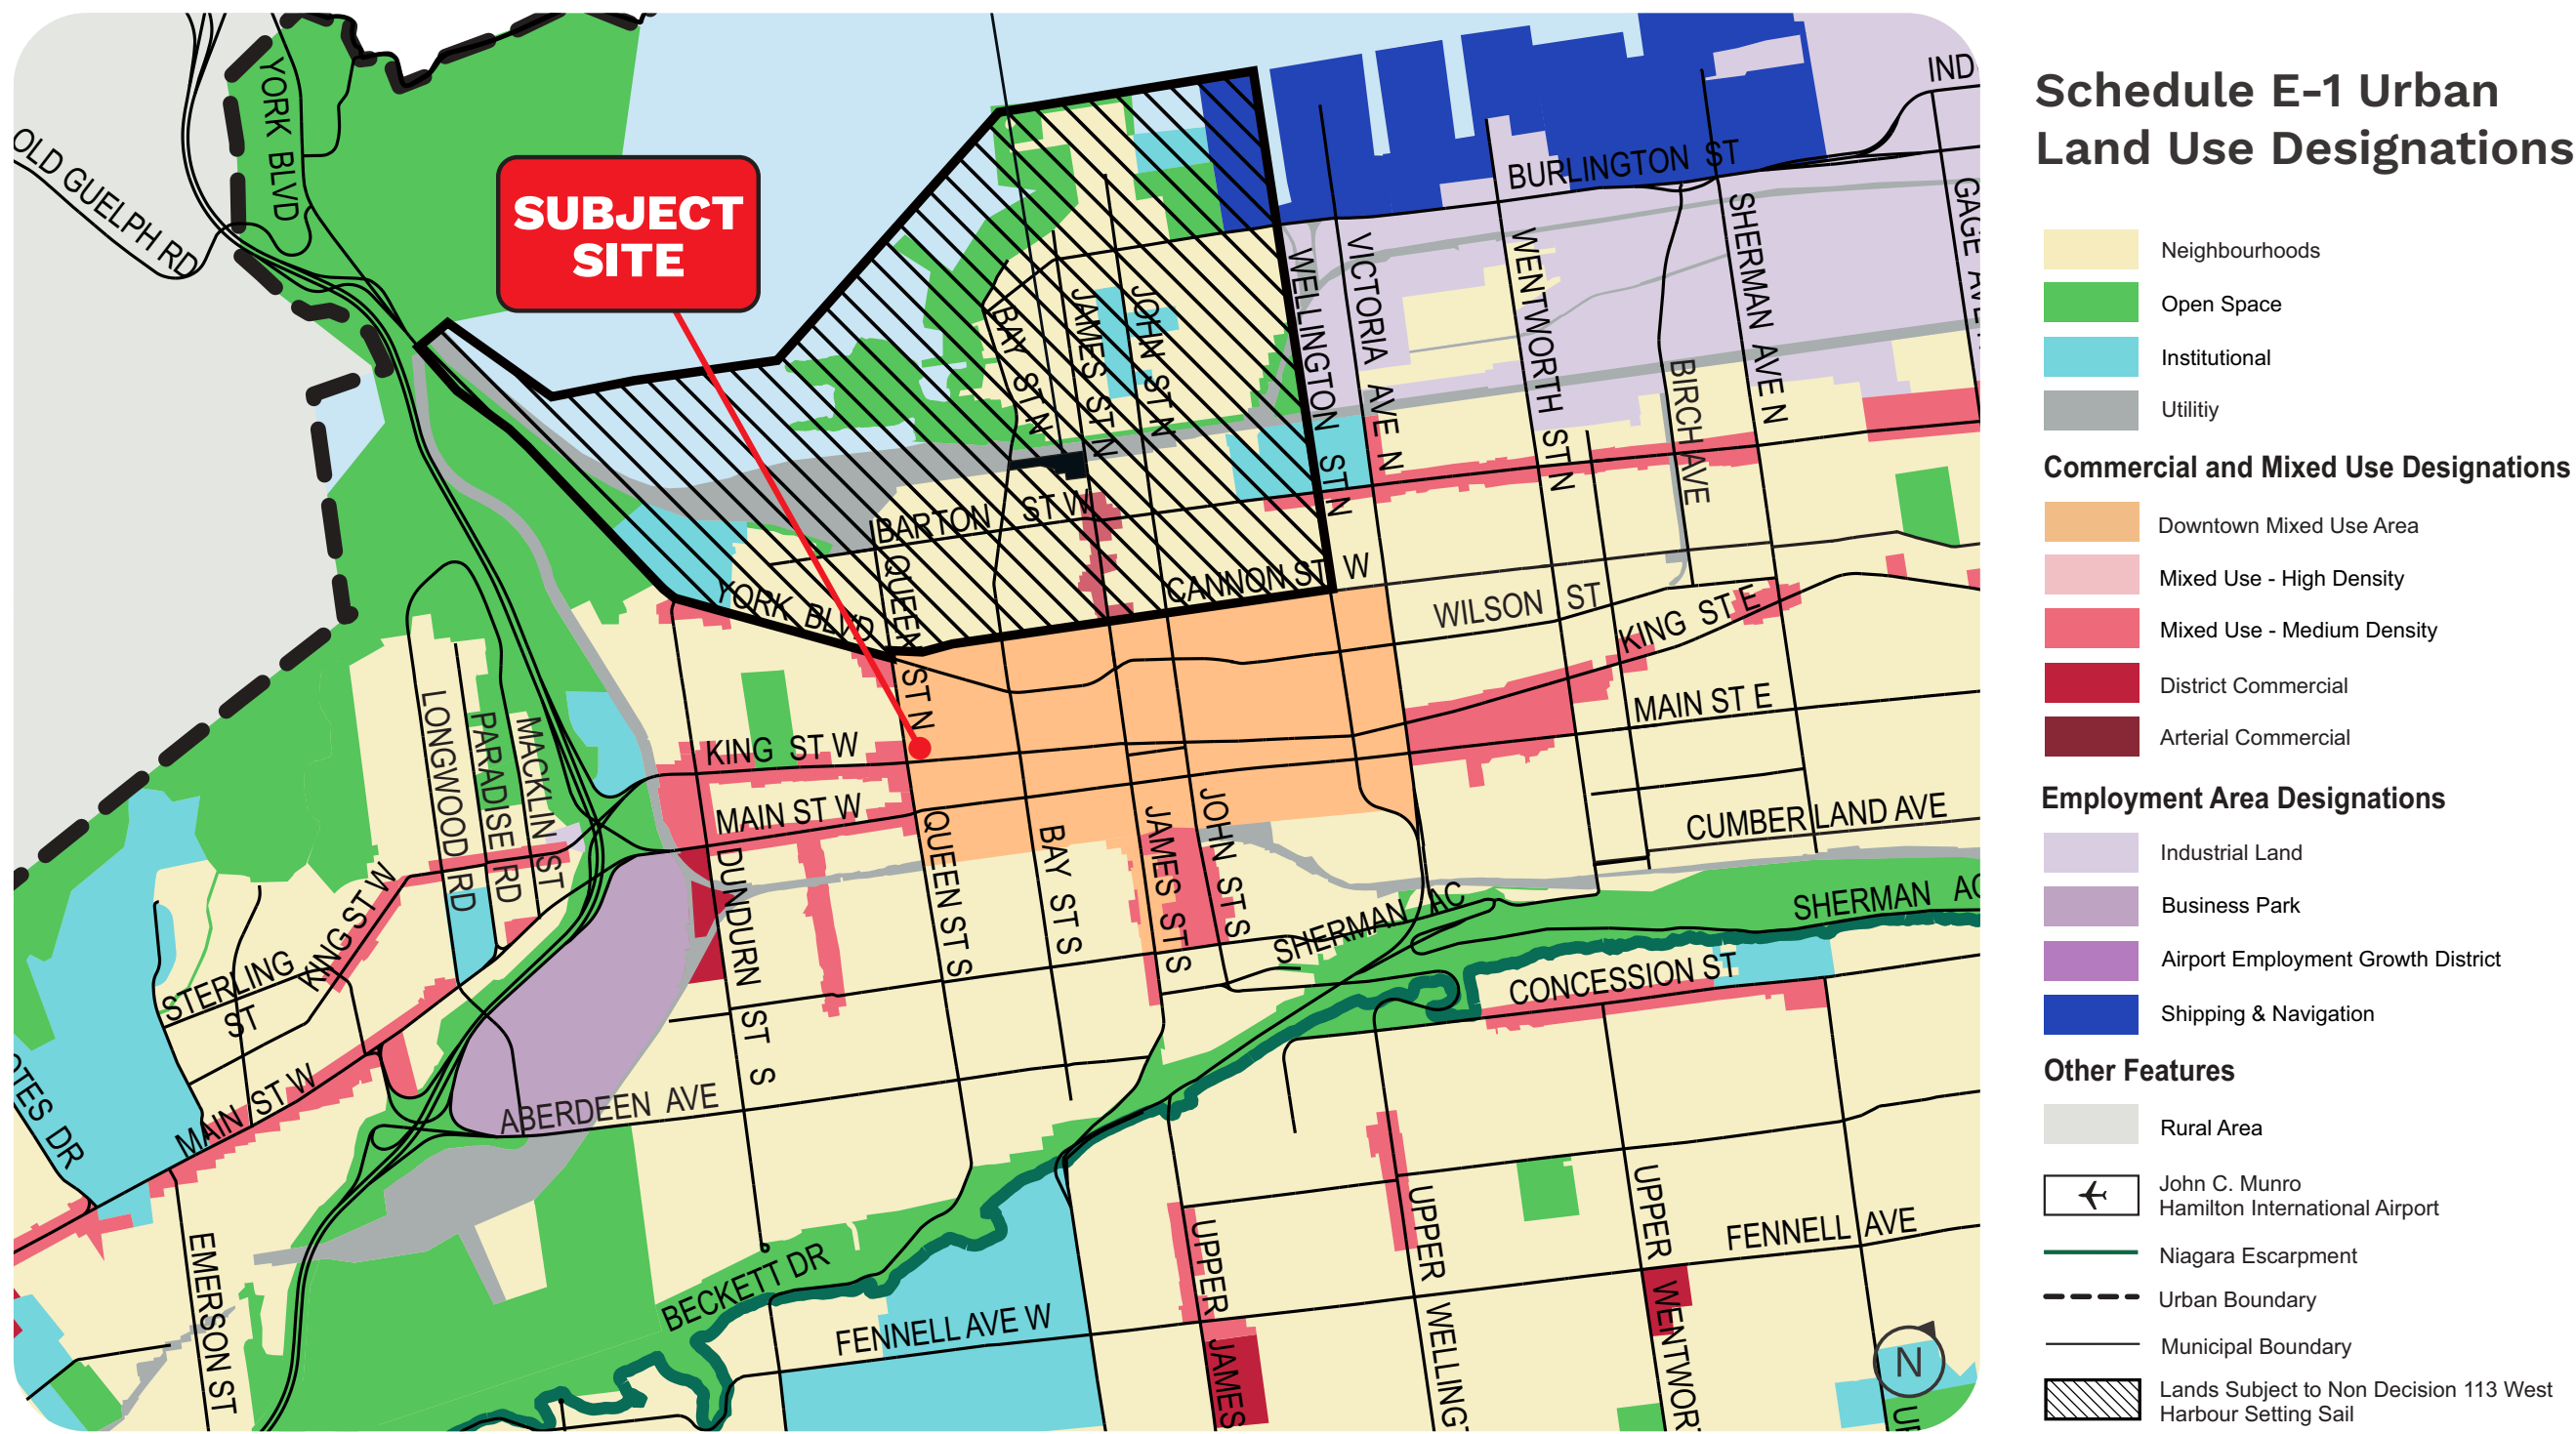 Schedule E-1 Urban
Land Use Designations
Neighbourhoods
Open Space
Institutional
Utilitiy
Commercial and Mixed Use Designations
Downtown Mixed Use Area
Mixed Use - High Density
Mixed Use - Medium Density
District Commercial
Arterial Commercial
Employment Area Designations
Industrial Land
Business Park
Airport Employment Growth District
Shipping & Navigation
Other Features
Rural Area
John C. Munro
Hamilton International Airport
Niagara Escarpment
Urban Boundary
Municipal Boundary
Lands Subject to Non Decision 113 West
Harbour Setting Sail
SUBJECT
SITE
YORK BLVD
OLD GUELPH RD
IND
BURLINGTON ST
GAGE AVE
SHERMAN AVE N
WENTWORTH ST N
VICTORIA AVE N
WELLINGTON ST N
BIRCH AVE
BAY ST N
JAMES ST N
JOHN ST N
BARTON ST W
CANNON ST W
YORK BLVD
QUEEN ST N
WILSON ST
KING ST E
MAIN ST E
KING ST W
MAIN ST W
LONGWOOD RD
PARADISE RD
MACKLIN ST
CUMBERLAND AVE
QUEEN ST S
BAY ST S
JAMES ST S
JOHN ST S
DUNDURN ST S
SHERMAN AC
SHERMAN AC
CONCESSION ST
KING ST W
STERLING
ST
MAIN ST W
OTES DR
ABERDEEN AVE
EMERSON ST
BECKETT DR
FENNELL AVE W
FENNELL AVE
UPPER JAMES
UPPER WELLING
UPPER WENTWOR
UP
N